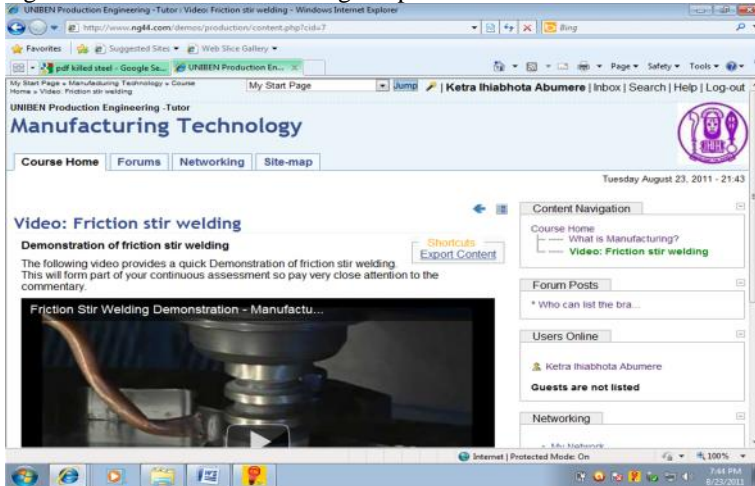 UNIBEN Production Engineering -Tutor : Video: Friction stir welding - Windows Internet Explorer
http://www.ng44.com/demos/production/content.php?cid=7
Bing
Favorites
Suggested Sites
Web Slice Gallery
pdf killed steel - Google Se...
UNIBEN Production En...
Page
Safety
Tools
My Start Page » Manufacturing Technology » Course
Home » Video: Friction stir welding
My Start Page
Jump
| Ketra Ihiabhota Abumere | Inbox | Search | Help | Log-out
UNIBEN Production Engineering -Tutor
Manufacturing Technology
Course Home
Forums
Networking
Site-map
Tuesday August 23, 2011 - 21:43
Video: Friction stir welding
Demonstration of friction stir welding
Shortcuts
Export Content
The following video provides a quick Demonstration of friction stir welding.
This will form part of your continuous assessment so pay very close attention to the
commentary.
Friction Stir Welding Demonstration - Manufactu...
Content Navigation
Course Home
What is Manufacturing?
Video: Friction stir welding
Forum Posts
* Who can list the bra...
Users Online
Ketra Ihiabhota Abumere
Guests are not listed
Networking
My Network
Internet | Protected Mode: On
100%
7:44 PM
8/23/2011